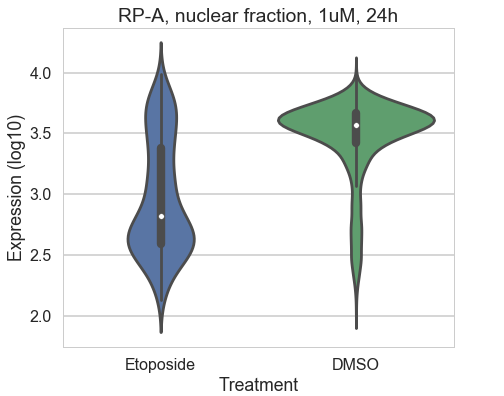 RP-A, nuclear fraction, 1uM, 24h
Expression (log10)
4.0
3.5
3.0
2.5
2.0
Etoposide DMSO
Treatment